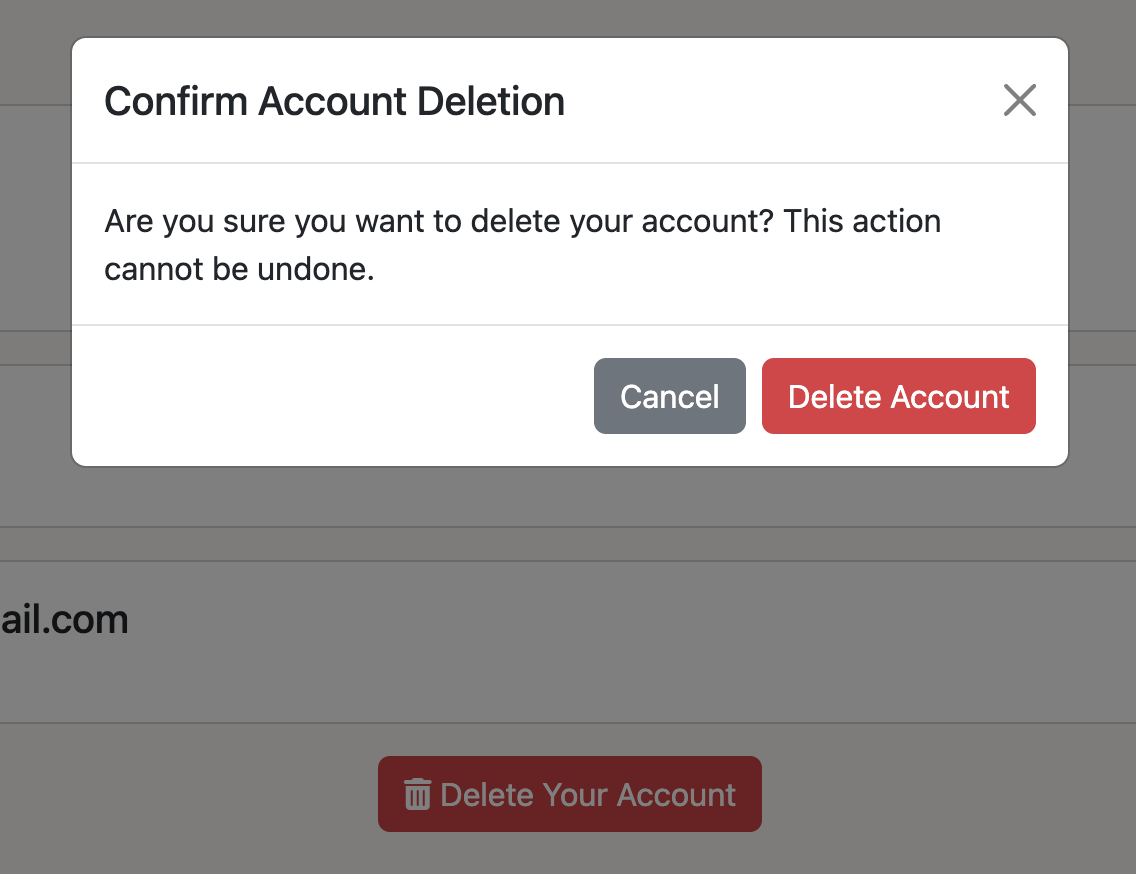 Confirm Account Deletion
Are you sure you want to delete your account? This action
cannot be undone.
Cancel
Delete Account
ail.com
Delete Your Account